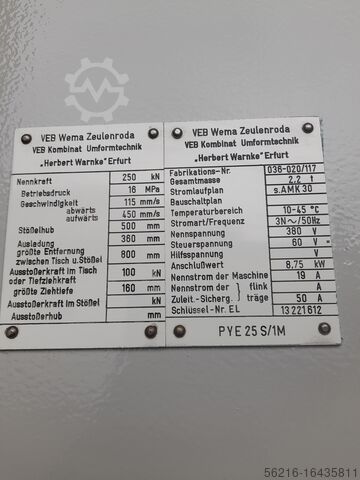 VEB Wema Zeulenroda
VEB Kombinat Umformtechnik
„Herbert Warnke" Erfurt
Nennkraft 250 kN
Betriebsdruck 16 MPa
Geschwindigkeit
abwärts 115 mm/s
aufwärts 450 mm/s
Stößelhub 500 mm
Ausladung 360 mm
größte Entfernung
zwischen Tisch u. Stößel 800 mm
Ausstoßerkraft im Tisch 100 kN
oder Tiefziehkraft
größte Ziehtiefe 160 mm
Ausstoßerkraft im Stößel kN
Ausstoßerhub mm
VEB Wema Zeulenroda
VEB Kombinat Umformtechnik
„Herbert Warnke" Erfurt
Fabrikations-Nr. 036-020/117
Gesamtmasse 2,2 t
Stromlaufplan s.AMK 30
Bauschaltplan
Temperaturbereich 10-45 °C
Stromart/Frequenz 3N~/50Hz
Nennspannung 380 V
Steuerspannung 60 V =
Hilfsspannung V
Anschlußwert 8,75 kW
Nennstrom der Maschine 19 A
Nennstrom der } flink A
Zuleit.-Sicherg. } träge 50 A
Schlüssel-Nr. EL 13 221 612
PYE 25 S/1M
56216-16435811